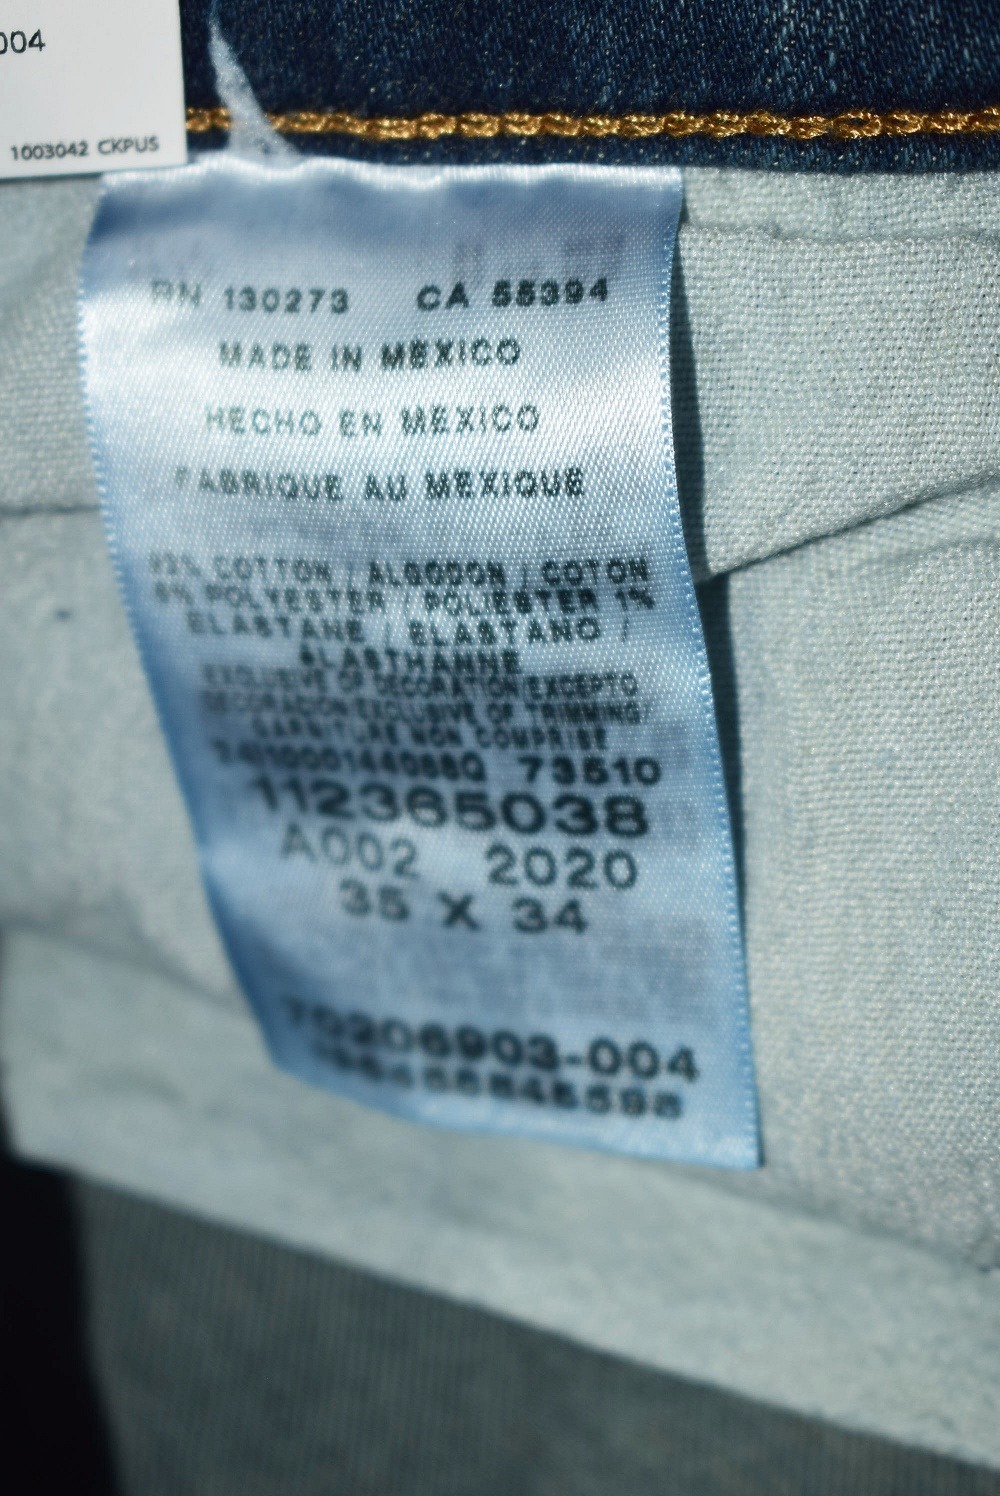 004
1003042 CKPUS
RN 130273 CA 55394
MADE IN MEXICO
HECHO EN MEXICO
FABRIQUE AU MEXIQUE
COTTON / ALGODON / COTON
POLYESTER / POLIESTER 1%
ELASTANE / ELASTANO /
ELASTHANNE
EXCLUSIVE OF DECORATION/EXCEPTO
DECORACION/EXCLUSIVE OF TRIMMING/
GARNITURE NON COMPRISE
73510
112365038
A002 2020
35 X 34